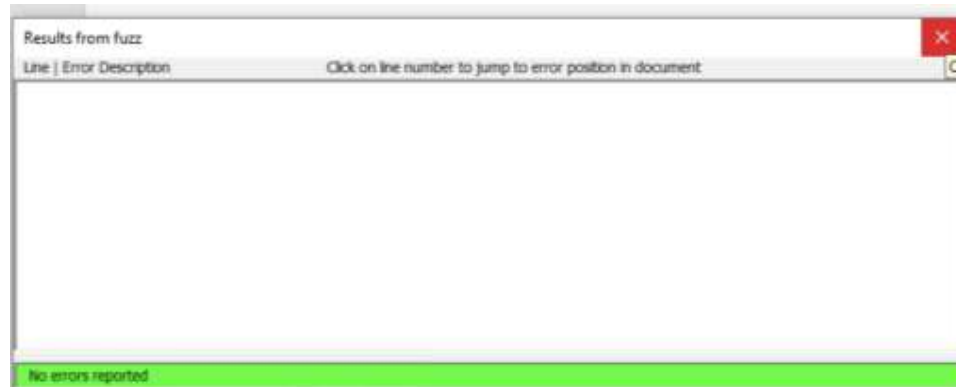 Results from fuzz
Line | Error Description Click on line number to jump to error position in document
No errors reported